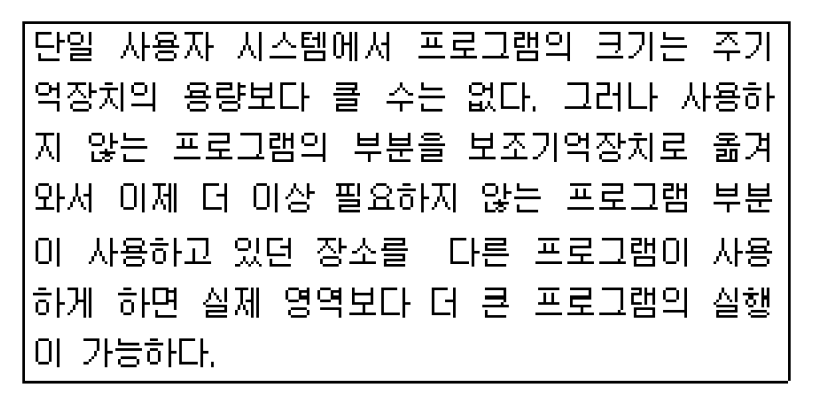 단일 사용자 시스템에서 프로그램의 크기는 주기
억장치의 용량보다 클 수는 없다. 그러나 사용하
지 않는 프로그램의 부분을 보조기억장치로 옮겨
와서 이제 더 이상 필요하지 않는 프로그램 부분
이 사용하고 있던 장소를 다른 프로그램이 사용
하게 하면 실제 영역보다 더 큰 프로그램의 실행
이 가능하다.